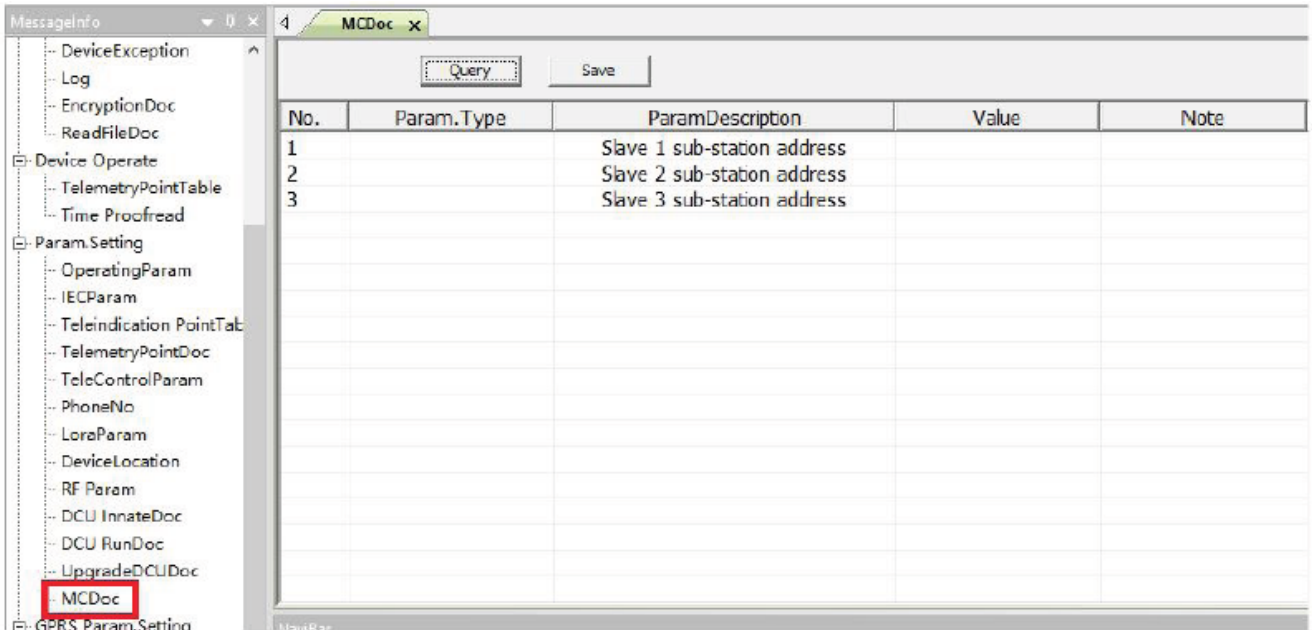 MessageInfo
DeviceException
Log
EncryptionDoc
ReadFileDoc
Device Operate
TelemetryPointTable
Time Proofread
Param.Setting
OperatingParam
IECParam
Teleindication PointTab
TelemetryPointDoc
TeleControlParam
PhoneNo
LoraParam
DeviceLocation
RF Param
DCU InnateDoc
DCU RunDoc
UpgradeDCUDoc
MCDoc
GPRS Param.Setting
MCDoc
Query Save
No. Param.Type ParamDescription Value Note
1 Slave 1 sub-station address
2 Slave 2 sub-station address
3 Slave 3 sub-station address
NaviBar